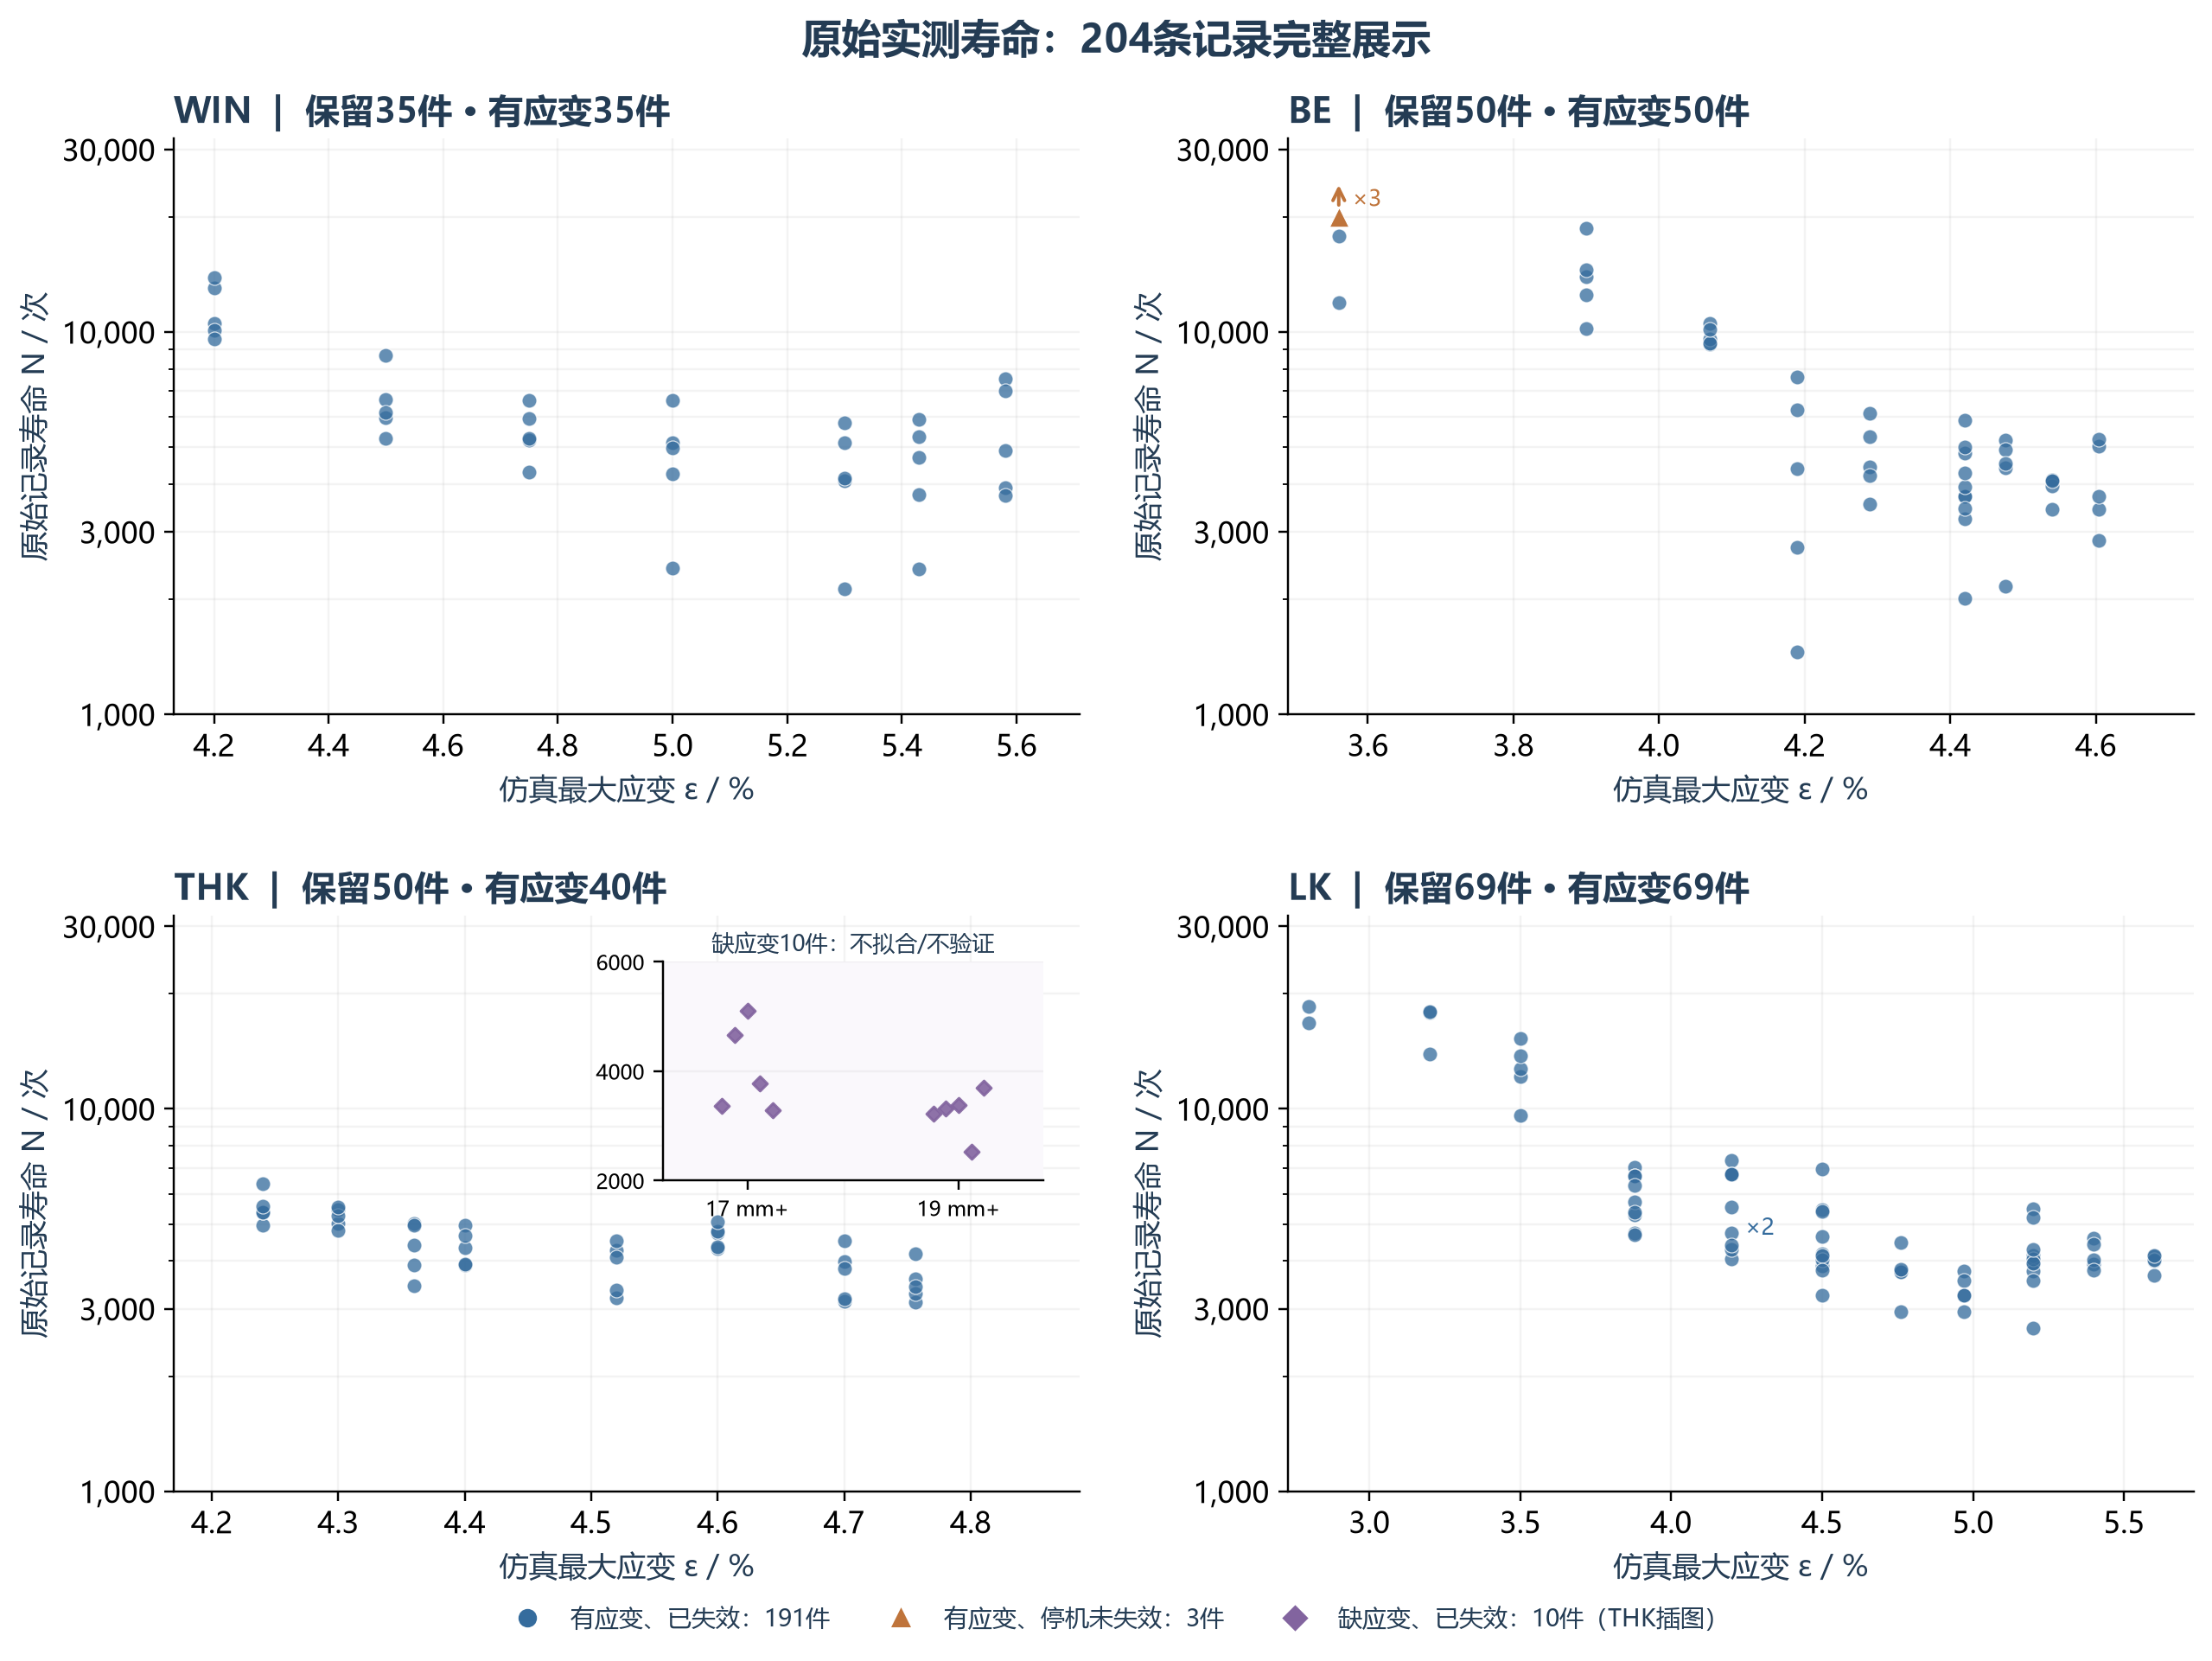 原始实测寿命：204条记录完整展示
WIN ｜ 保留35件 • 有应变35件
30,000
10,000
3,000
1,000
原始记录寿命 N / 次
4.2 4.4 4.6 4.8 5.0 5.2 5.4 5.6
仿真最大应变 ε / %
BE ｜ 保留50件 • 有应变50件
30,000
10,000
3,000
1,000
原始记录寿命 N / 次
×3
3.6 3.8 4.0 4.2 4.4 4.6
仿真最大应变 ε / %
THK ｜ 保留50件 • 有应变40件
30,000
10,000
3,000
1,000
原始记录寿命 N / 次
缺应变10件：不拟合/不验证
6000
4000
2000
17 mm+ 19 mm+
4.2 4.3 4.4 4.5 4.6 4.7 4.8
仿真最大应变 ε / %
LK ｜ 保留69件 • 有应变69件
30,000
10,000
3,000
1,000
原始记录寿命 N / 次
×2
3.0 3.5 4.0 4.5 5.0 5.5
仿真最大应变 ε / %
有应变、已失效：191件 有应变、停机未失效：3件 缺应变、已失效：10件（THK插图）